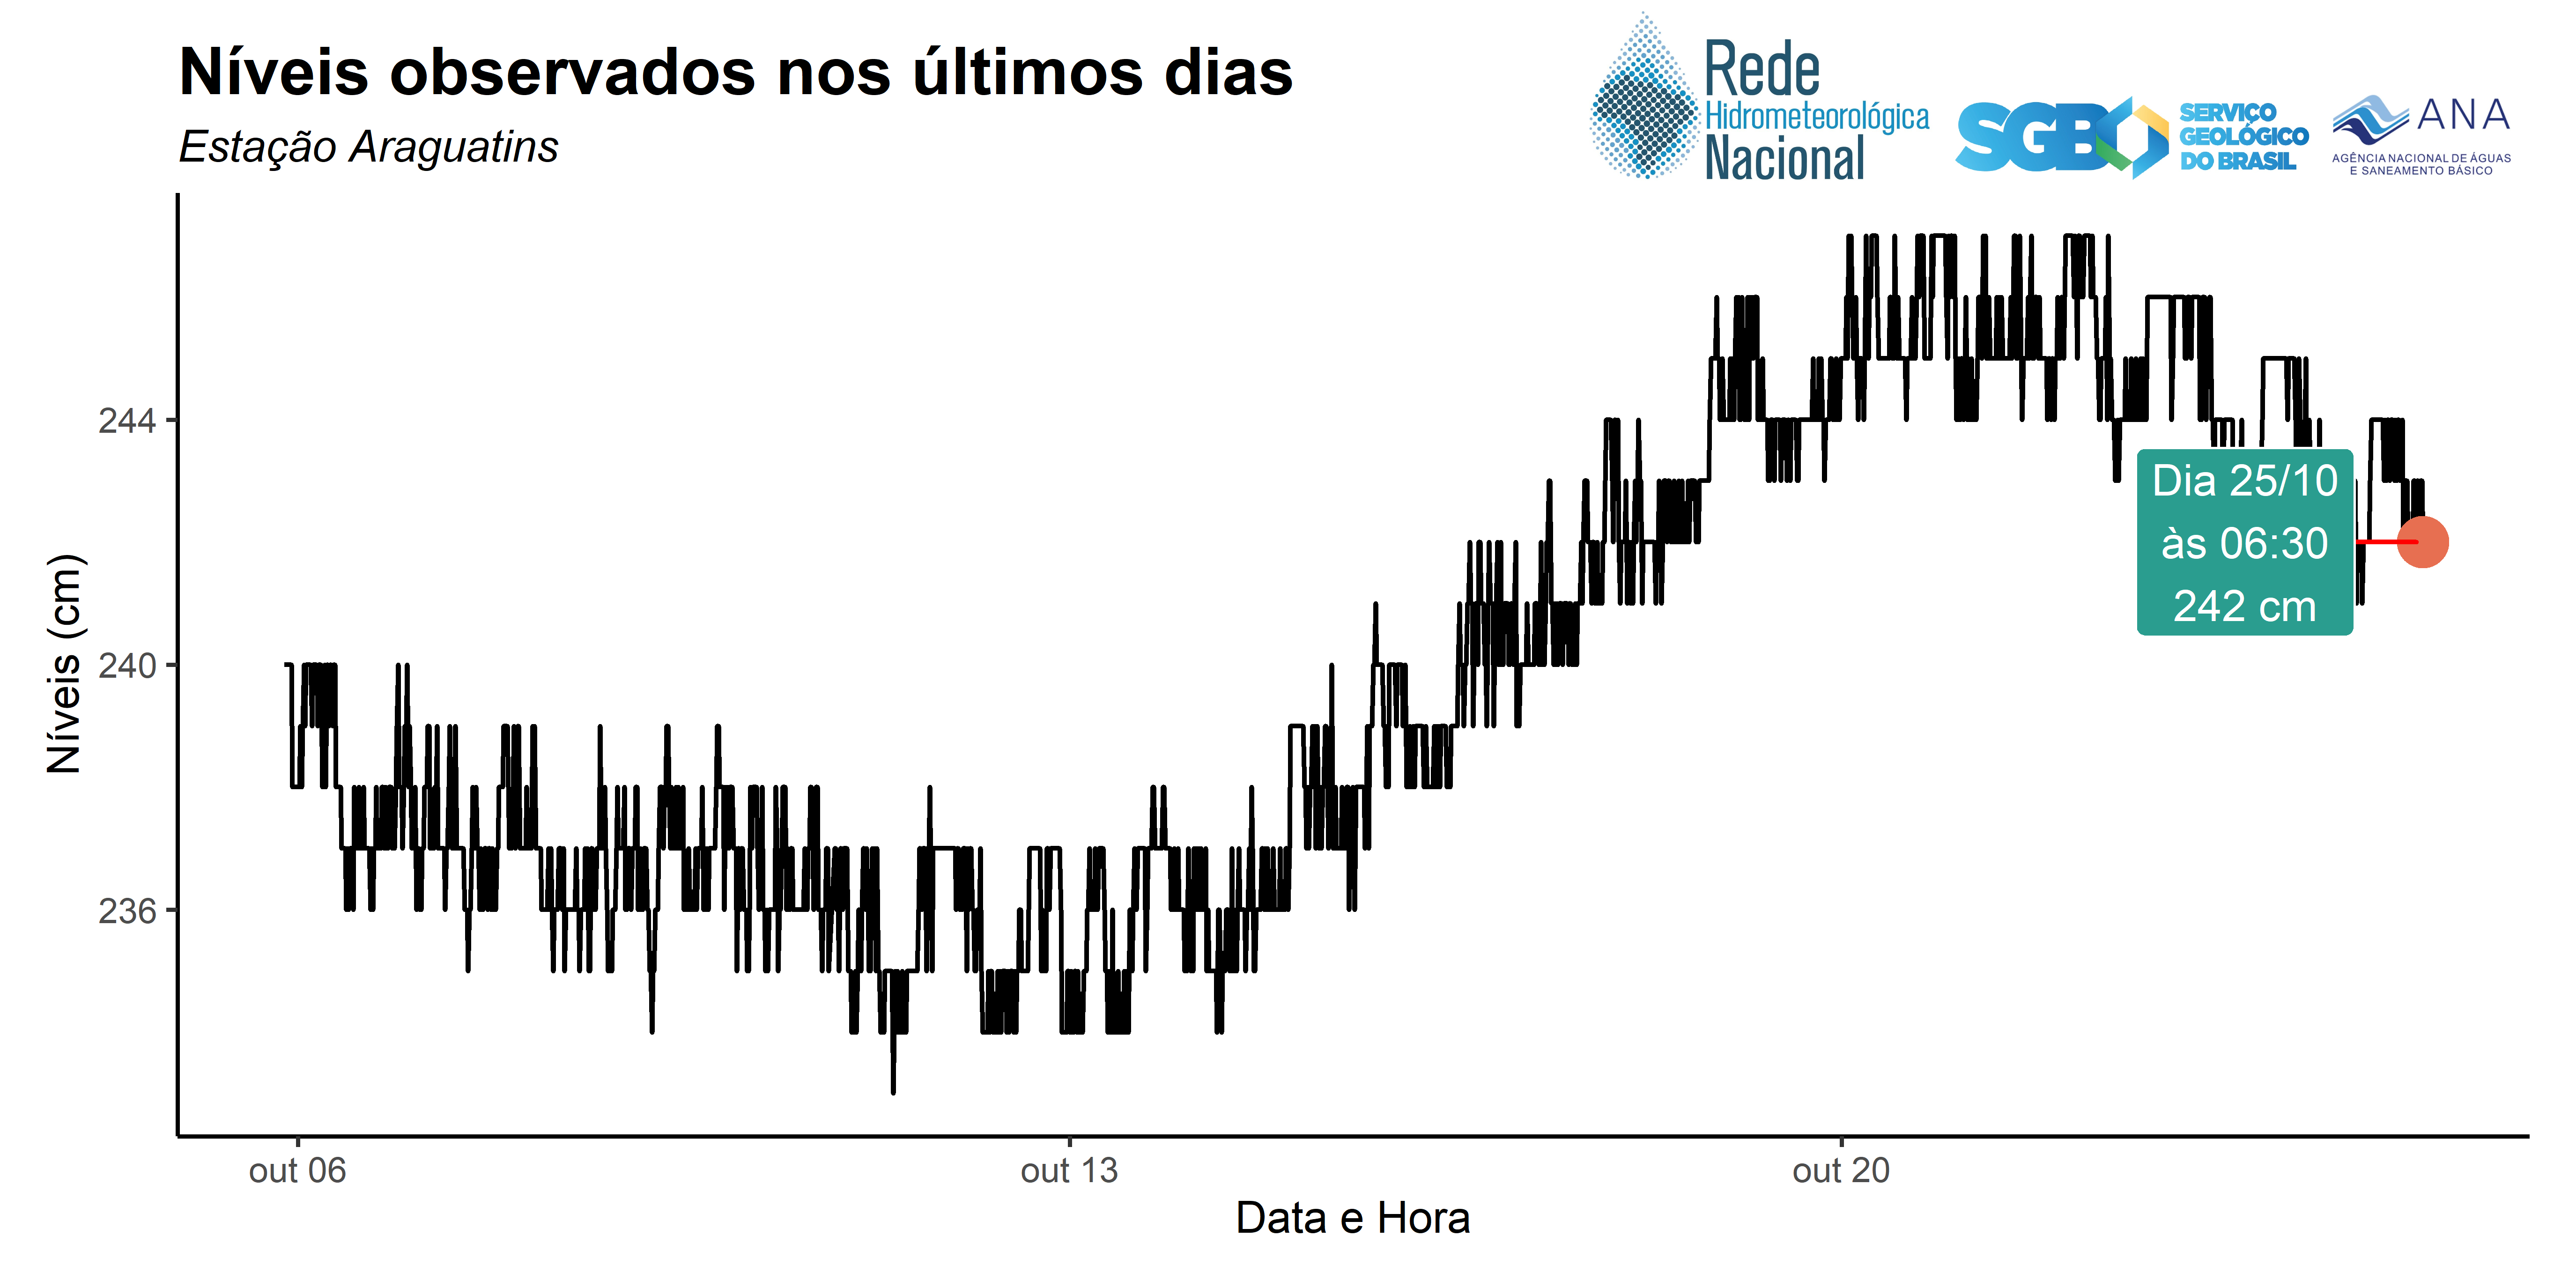 Níveis observados nos últimos dias
Estação Araguatins
Rede
Hidrometeorológica
Nacional
SGB
SERVIÇO
GEOLÓGICO
DO BRASIL
ANA
AGÊNCIA NACIONAL DE ÁGUAS
E SANEAMENTO BÁSICO
Níveis (cm)
244
240
236
Dia 25/10
às 06:30
242 cm
out 06
out 13
out 20
Data e Hora